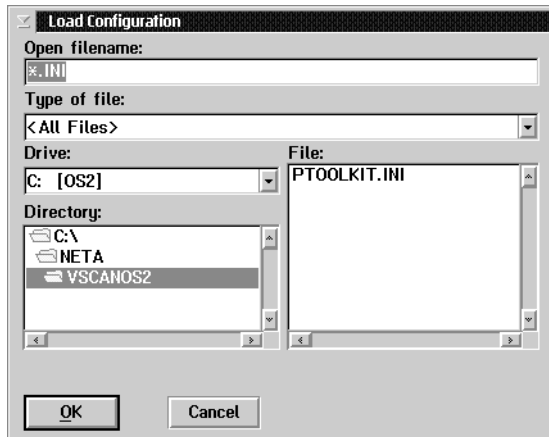 Load Configuration
Open filename:
*.INI
Type of file:
<All Files>
Drive:
C: [OS2]
Directory:
C:\
NETA
VSCANOS2
File:
PTOOLKIT.INI
OK
Cancel